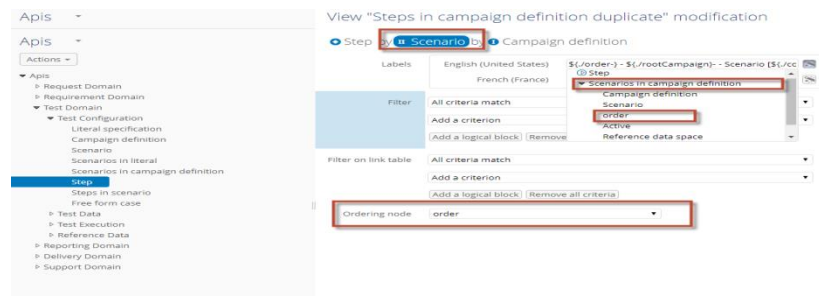 Apis
Apis
Actions
Apis
Request Domain
Requirement Domain
Test Domain
Test Configuration
Literal specification
Campaign definition
Scenario
Scenarios in literal
Scenarios in campaign definition
Step
Steps in scenario
Free form case
Test Data
Test Execution
Reference Data
Reporting Domain
Delivery Domain
Support Domain
View "Steps in campaign definition duplicate" modification
Step by Scenario by Campaign definition
Labels English (United States) ${./order-} - ${./rootCampaign}- - Scenario [${./cc
French (France)
Step
Scenarios in campaign definition
Campaign definition
Scenario
order
Active
Reference data space
Filter All criteria match
Add a criterion
Add a logical block Remove
Filter on link table All criteria match
Add a criterion
Add a logical block Remove all criteria
Ordering node order